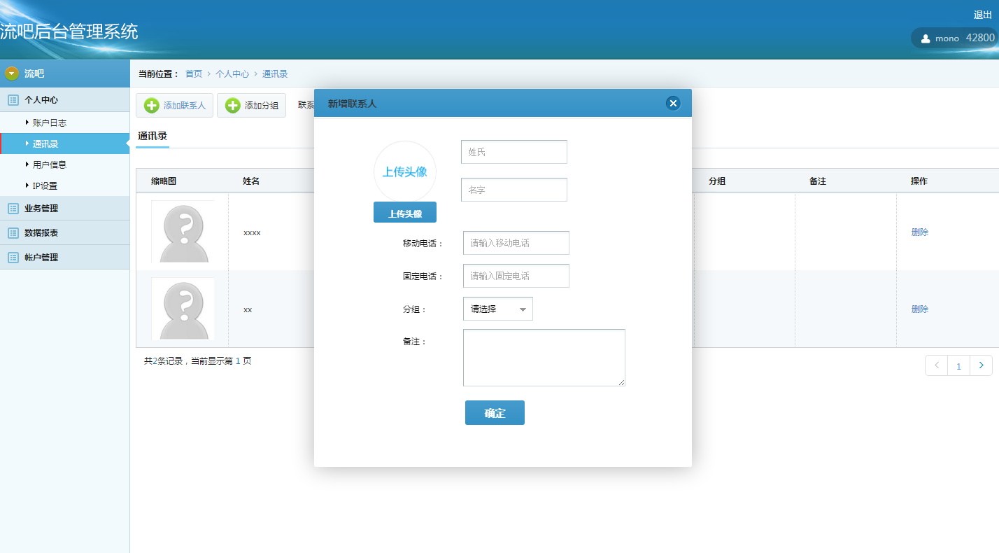 退出
流吧后台管理系统
mono 42800
流吧
当前位置： 首页 > 个人中心 > 通讯录
个人中心
账户日志
通讯录
用户信息
IP设置
业务管理
数据报表
帐户管理
添加联系人 添加分组 联系
通讯录
缩略图 姓名 分组 备注 操作
xxxx 删除
xx 删除
共2条记录，当前显示第 1 页
< 1 >
新增联系人
上传头像
上传头像
姓氏
名字
移动电话： 请输入移动电话
固定电话： 请输入固定电话
分组： 请选择
备注：
确定